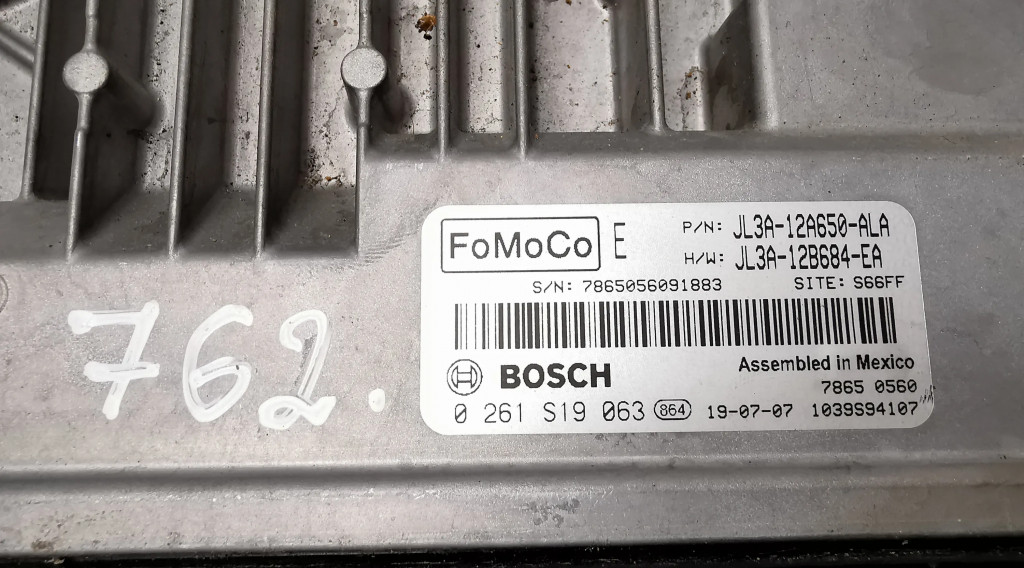 FoMoCo E P/N: JL3A-12A650-ALA
H/W: JL3A-12B684-EA
S/N: 7865056091883 SITE: S66FF
762.
BOSCH Assembled in Mexico
7865 0560
0 261 S19 063 864 19-07-07 1039S94107